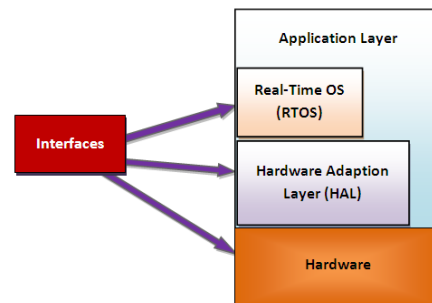 Application Layer
Real-Time OS
(RTOS)
Interfaces
Hardware Adaption
Layer (HAL)
Hardware